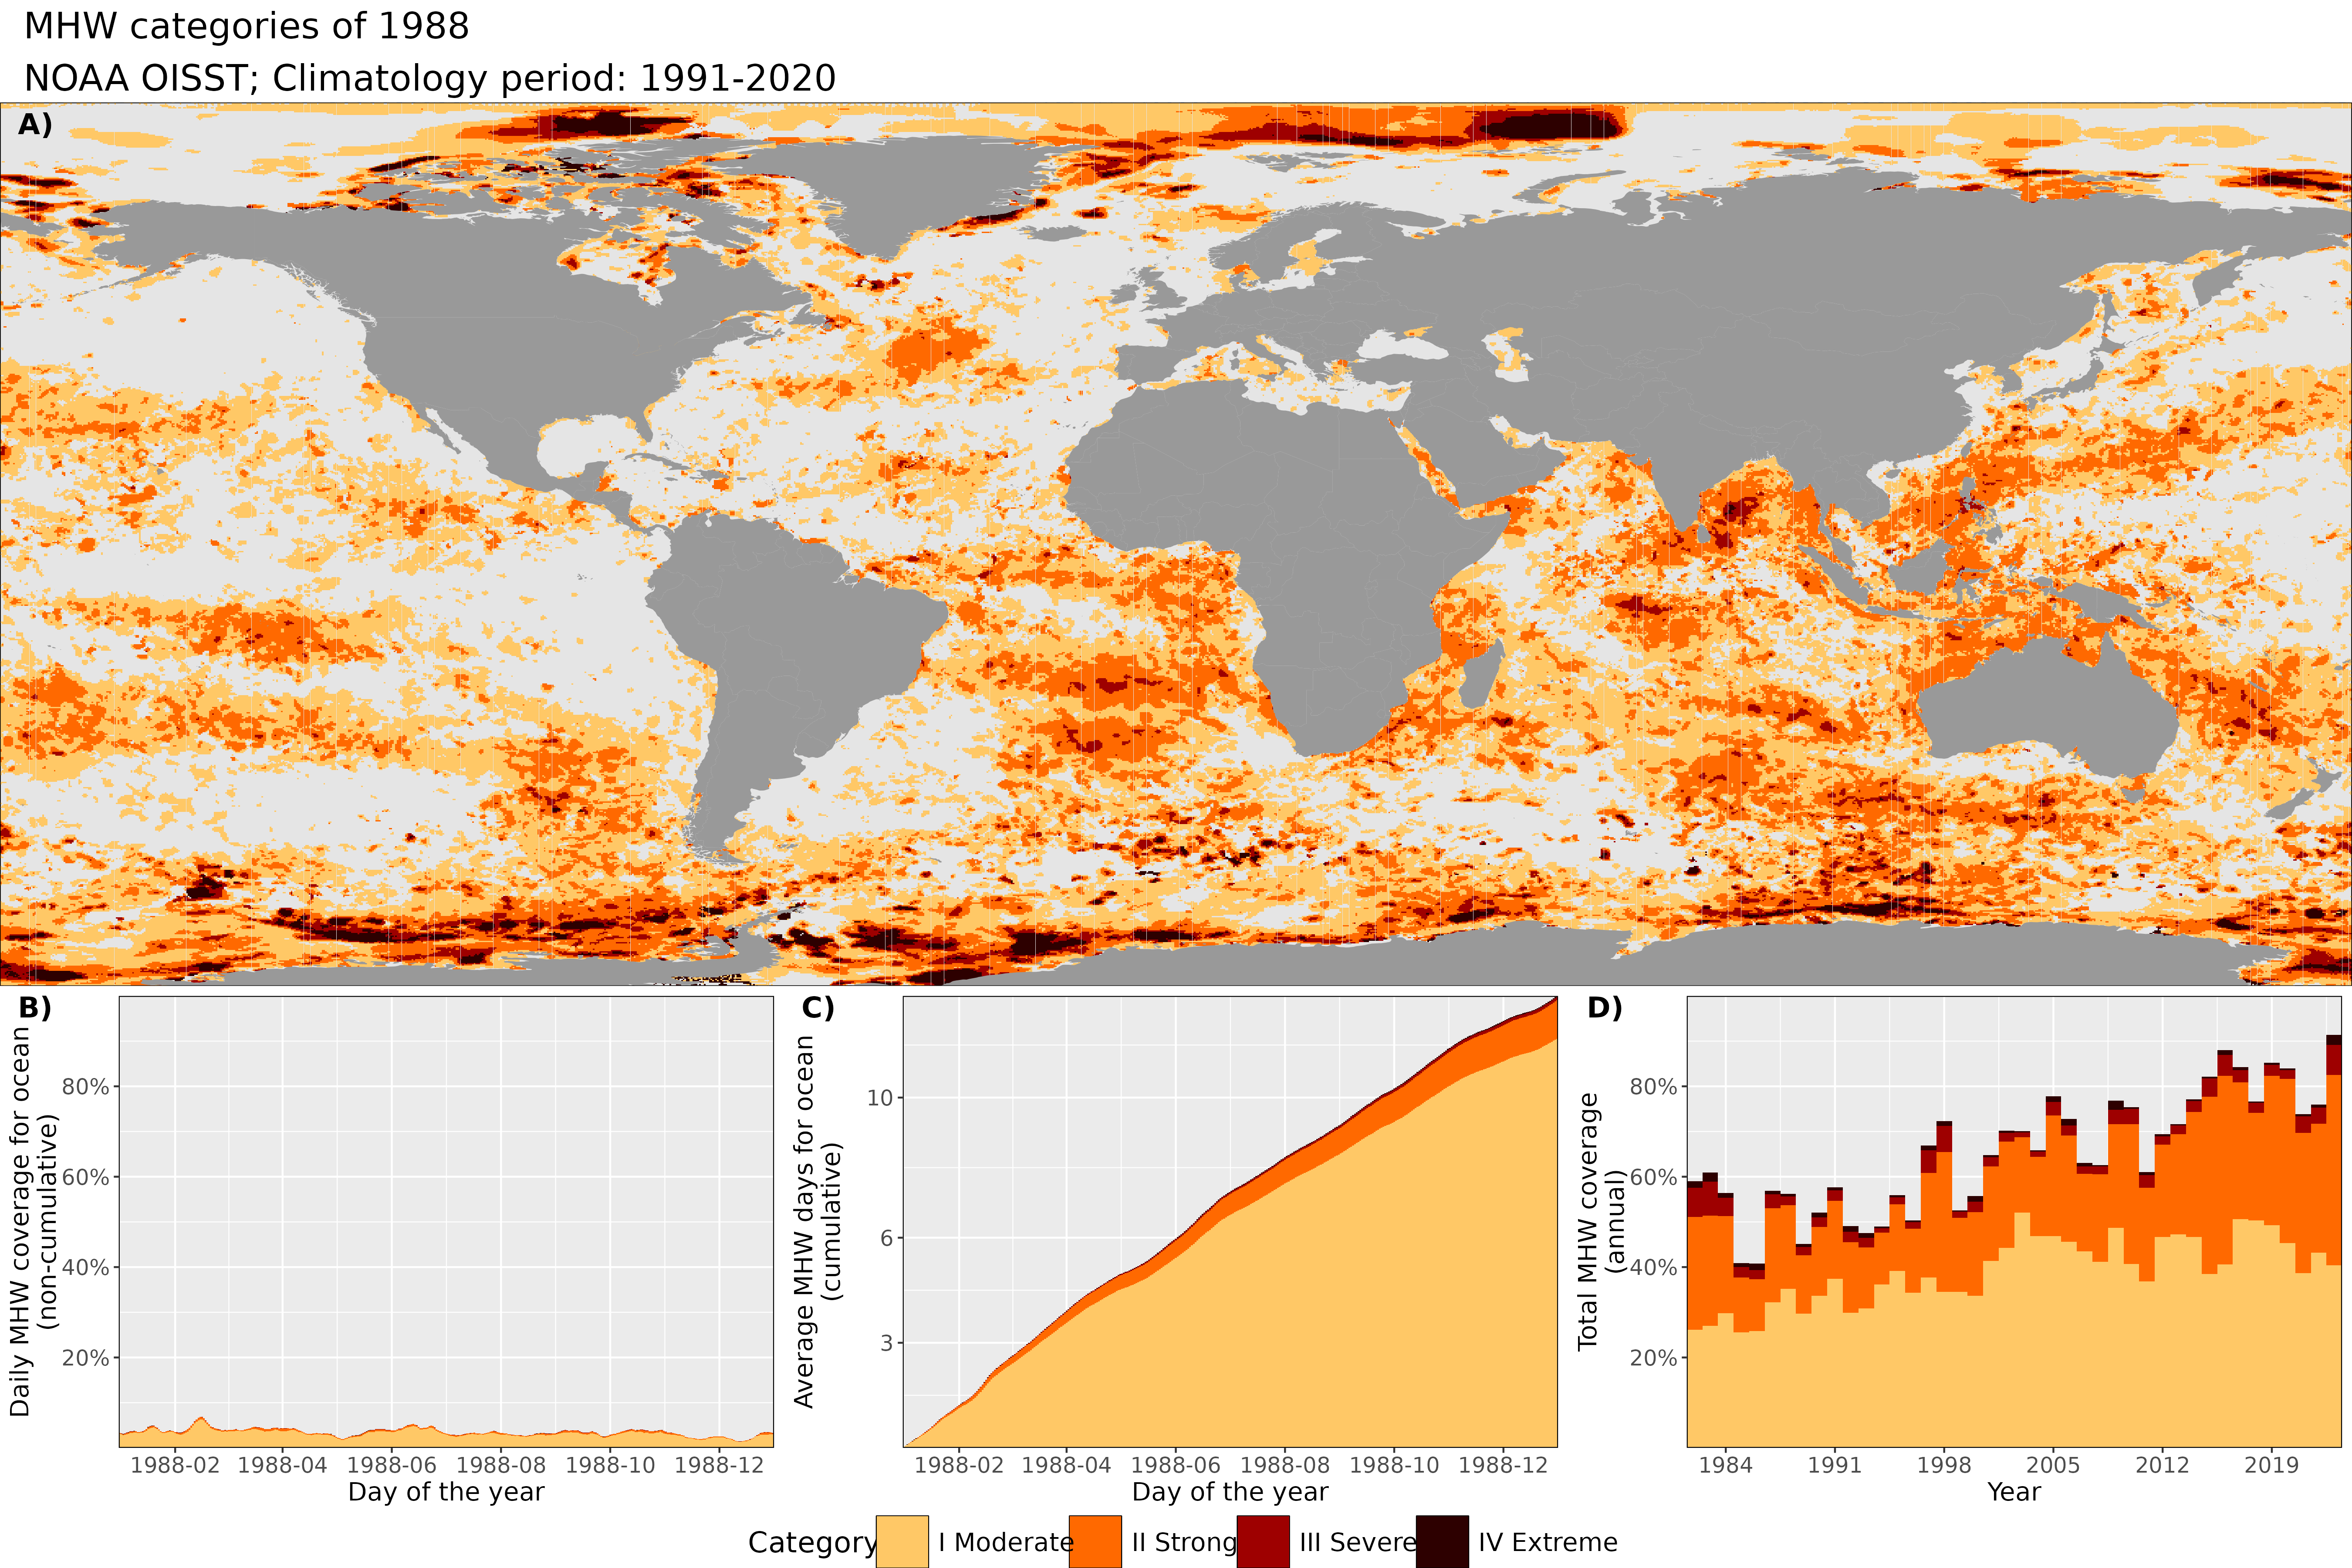 MHW categories of 1988
NOAA OISST; Climatology period: 1991-2020
A)
B)
Daily MHW coverage for ocean
(non-cumulative)
80%
60%
40%
20%
1988-02 1988-04 1988-06 1988-08 1988-10 1988-12
Day of the year
C)
Average MHW days for ocean
(cumulative)
10
6
3
1988-02 1988-04 1988-06 1988-08 1988-10 1988-12
Day of the year
D)
Total MHW coverage
(annual)
80%
60%
40%
20%
1984 1991 1998 2005 2012 2019
Year
Category I Moderate II Strong III Severe IV Extreme